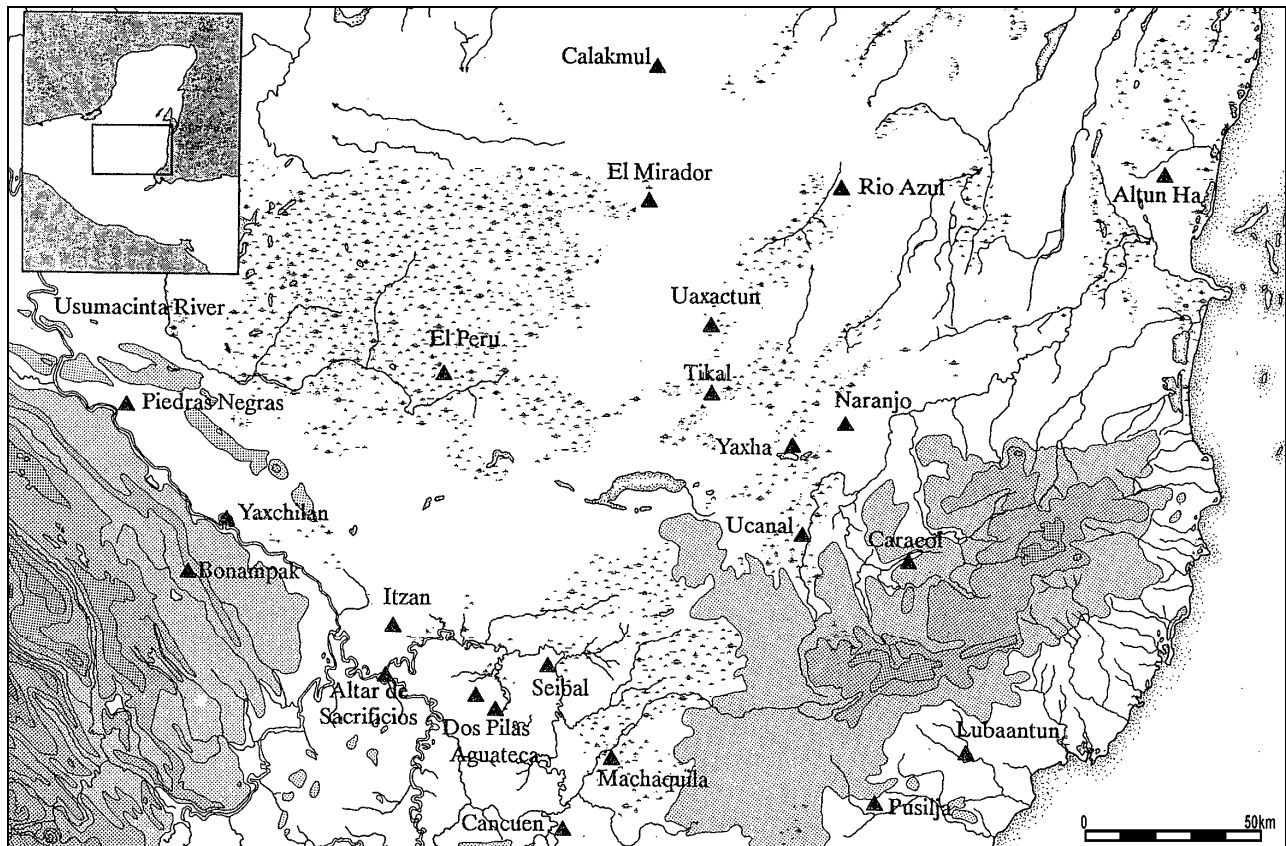 Calakmul
El Mirador
Rio Azul
Altun Ha
Usumacinta River
Uaxactun
El Peru
Tikal
Piedras Negras
Naranjo
Yaxha
Yaxchilan
Ucanal
Caracol
Bonampak
Itzan
Seibal
Altar de
Sacrificios
Dos Pilas
Aguateca
Lubaantun
Machaquila
Pusilja
Cancuen
0
50km